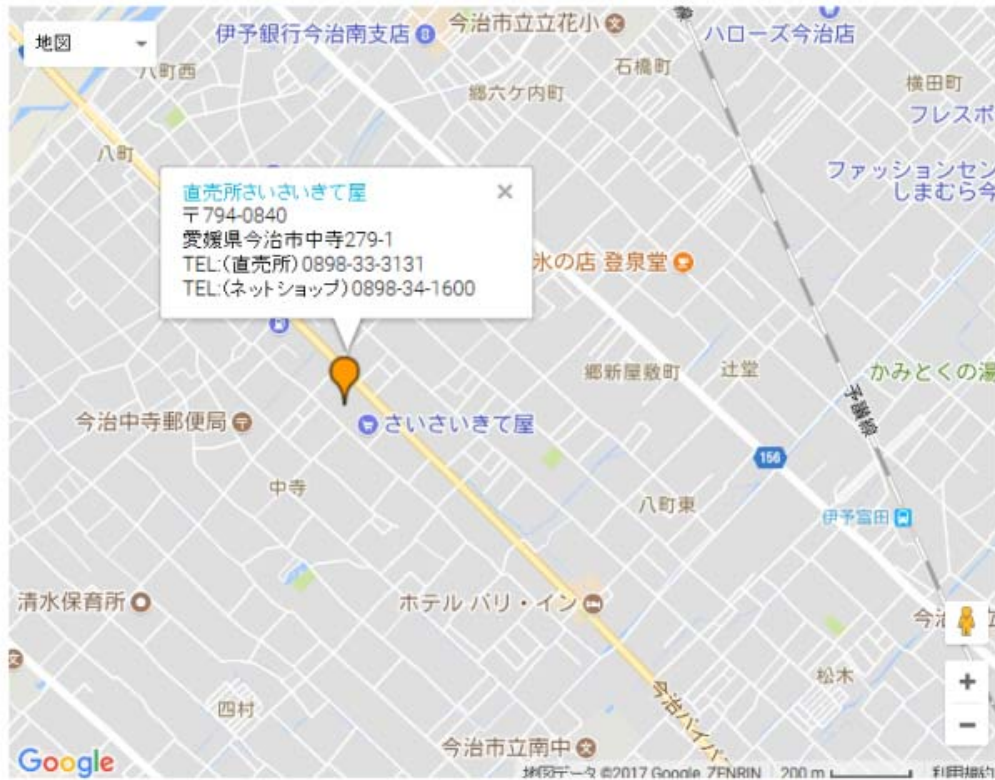 地図
伊予銀行今治南支店
今治市立立花小
ハローズ今治店
八町西
石橋町
郷六ケ内町
横田町
フレスポ
八町
ファッションセン
しまむら今
直売所さいさいきて屋
〒794-0840
愛媛県今治市中寺279-1
TEL:(直売所)0898-33-3131
TEL:(ネットショップ)0898-34-1600
氷の店 登泉堂
郷新屋敷町
辻堂
かみとくの湯
予讃線
今治中寺郵便局
さいさいきて屋
156
中寺
八町東
伊予富田
清水保育所
ホテル バリ・イン
松木
四村
今治バイパ
今治市立南中
Google
地図データ ©2017 Google, ZENRIN
200 m
利用規約